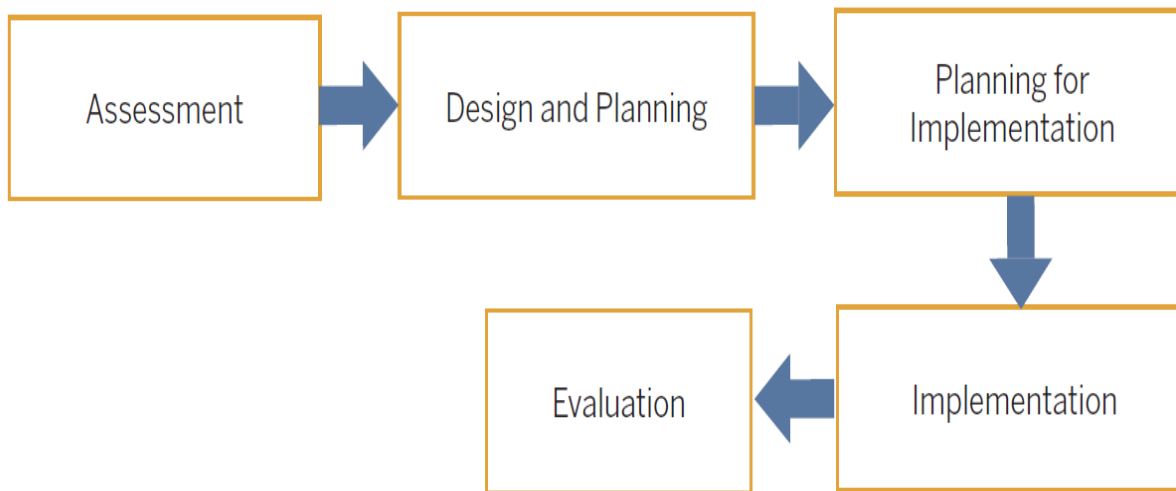 Assessment
Design and Planning
Planning for
Implementation
Implementation
Evaluation